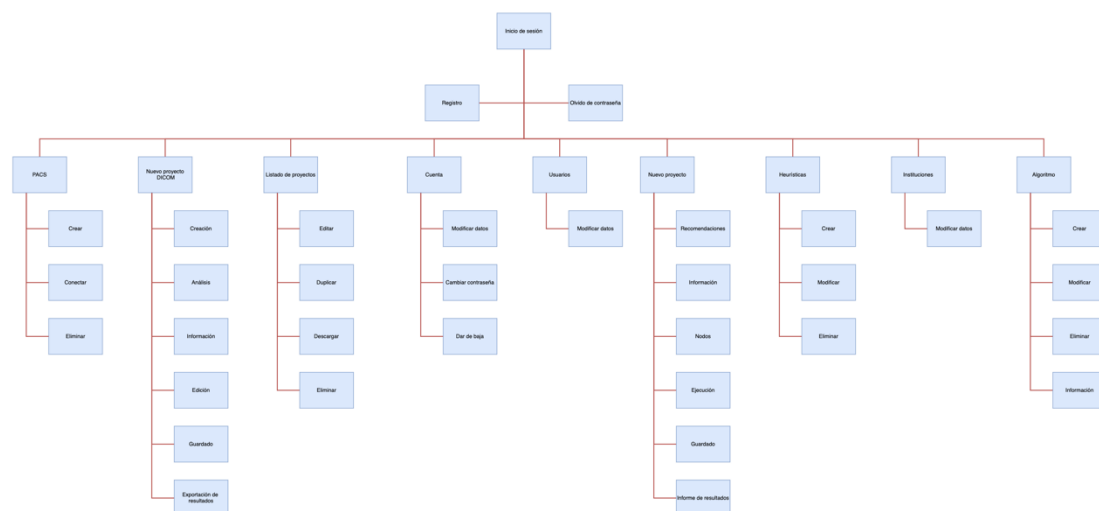 Inicio de sesión
Registro
Olvido de contraseña
PACS
Nuevo proyecto
DICOM
Listado de proyectos
Cuenta
Usuarios
Nuevo proyecto
Heurísticas
Instituciones
Algoritmo
Crear
Creación
Editar
Modificar datos
Modificar datos
Recomendaciones
Crear
Modificar datos
Crear
Conectar
Análisis
Duplicar
Cambiar contraseña
Información
Modificar
Modificar
Eliminar
Información
Descargar
Dar de baja
Nodos
Eliminar
Eliminar
Edición
Eliminar
Ejecución
Información
Guardado
Guardado
Exportación de
resultados
Informe de resultados